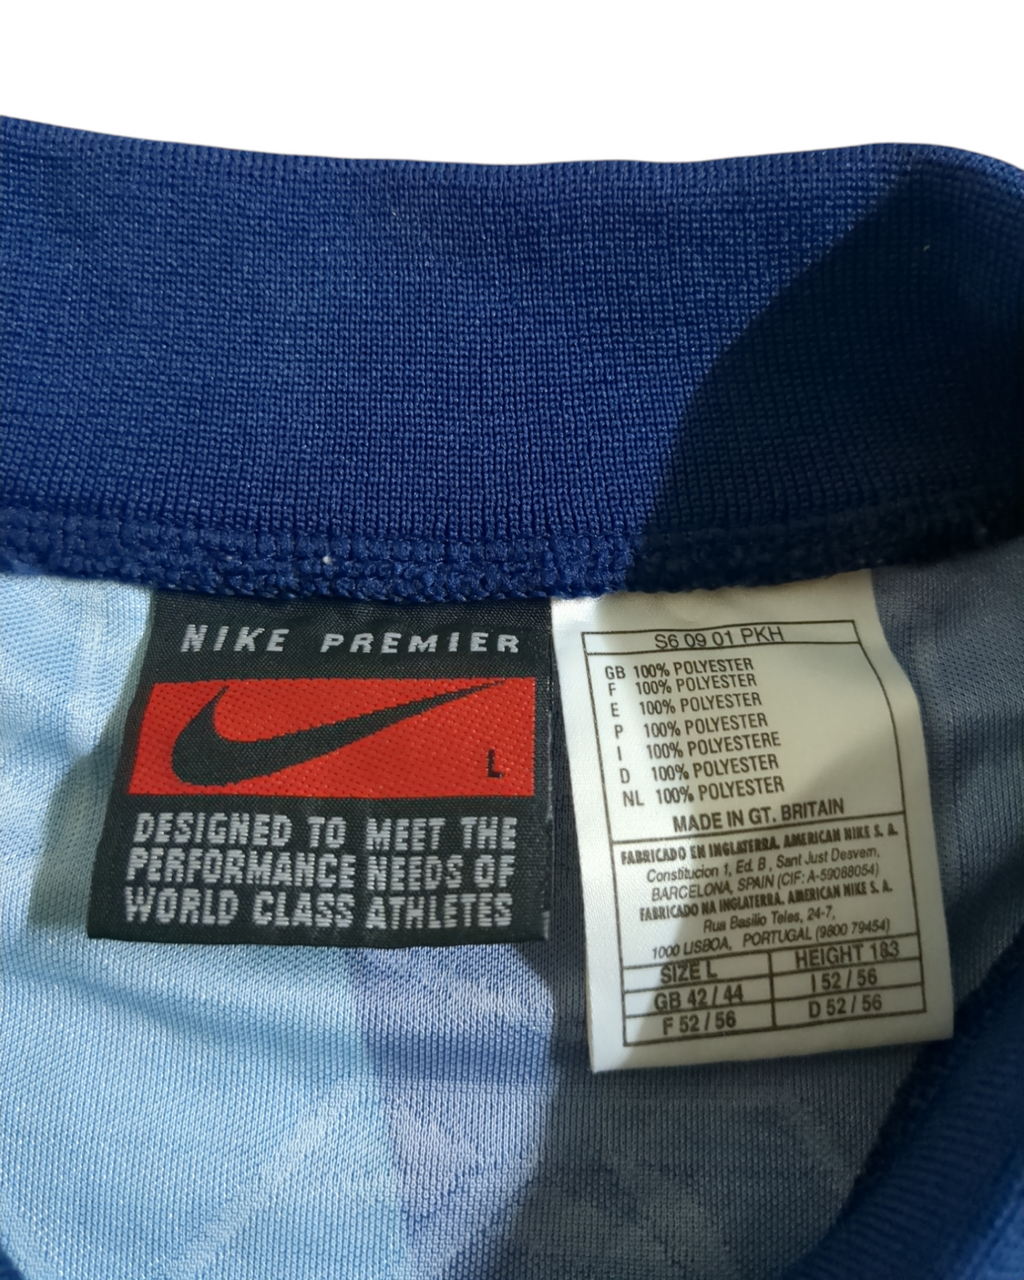 NIKE PREMIER
L
DESIGNED TO MEET THE
PERFORMANCE NEEDS OF
WORLD CLASS ATHLETES
S6 09 01 PKH
GB 100% POLYESTER
F 100% POLYESTER
E 100% POLYESTER
P 100% POLYESTER
I 100% POLYESTERE
D 100% POLYESTER
NL 100% POLYESTER
MADE IN GT. BRITAIN
FABRICADO EN INGLATERRA. AMERICAN NIKE S. A.
Constitucion 1, Ed. B, Sant Just Desvern,
BARCELONA, SPAIN (CIF: A-59088054)
FABRICADO NA INGLATERRA. AMERICAN NIKE S. A.
Rua Basilio Teles, 24-7,
1000 LISBOA, PORTUGAL (9800 79454)
SIZE L HEIGHT 183
GB 42 / 44 I 52 / 56
F 52 / 56 D 52 / 56